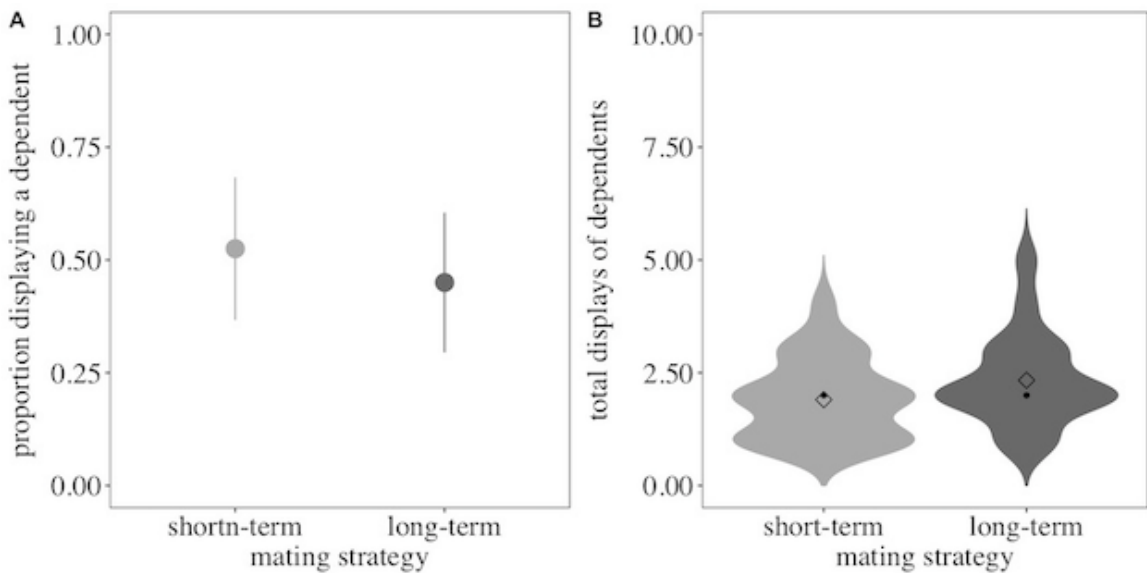 A
proportion displaying a dependent
1.00
0.75
0.50
0.25
0.00
shortn-term long-term
mating strategy
B
total displays of dependents
10.00
7.50
5.00
2.50
0.00
short-term long-term
mating strategy